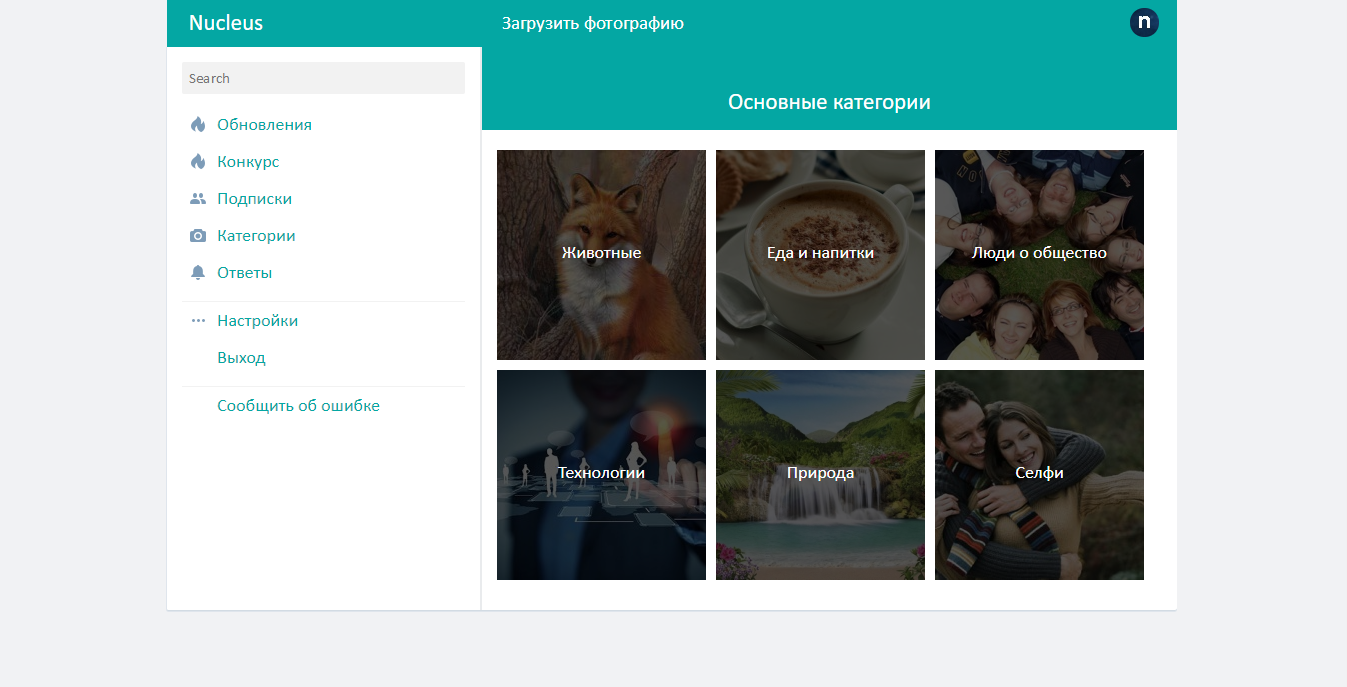 Nucleus
Загрузить фотографию
n
Search
Обновления
Конкурс
Подписки
Категории
Ответы
Настройки
Выход
Сообщить об ошибке
Основные категории
Животные
Еда и напитки
Люди о общество
Технологии
Природа
Селфи